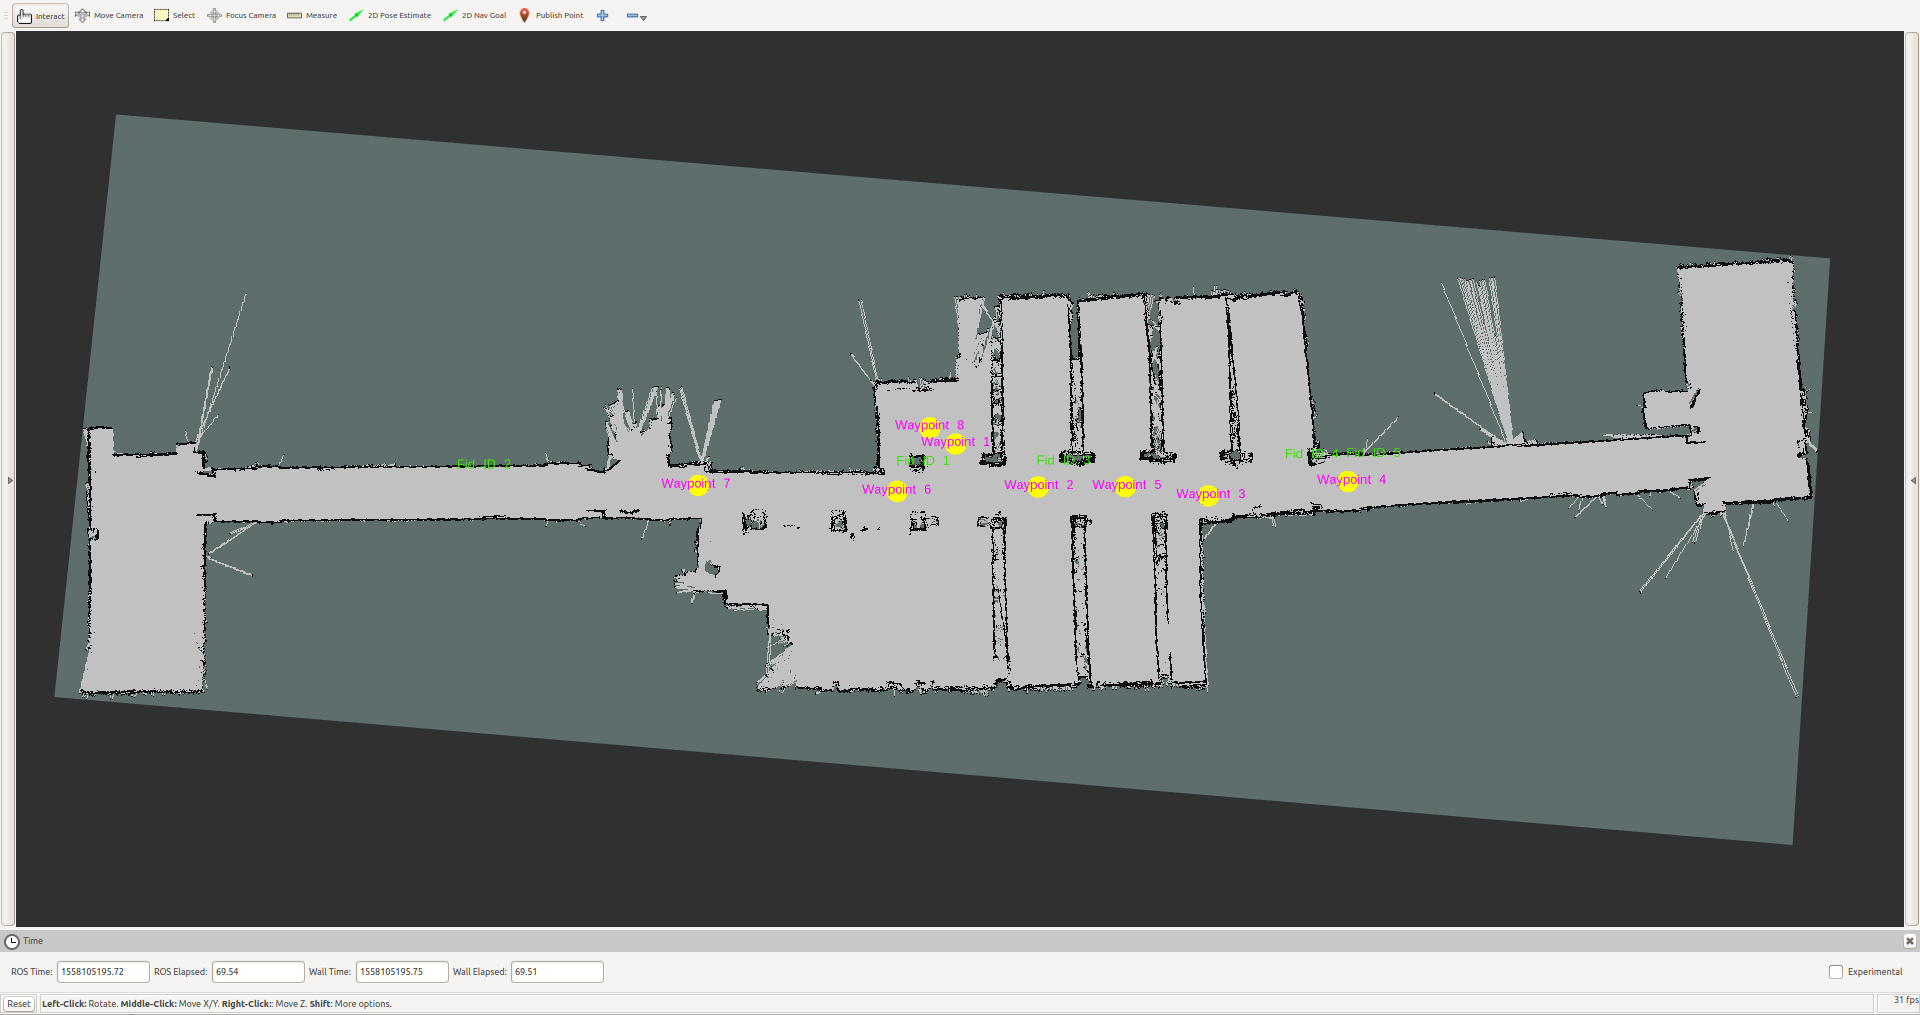 Interact Move Camera Select Focus Camera Measure 2D Pose Estimate 2D Nav Goal Publish Point
Waypoint 8
Waypoint 1
Fid ID 1
Fid ID 3
Fid ID 4 Fid ID 5
Fid ID 2
Waypoint 7
Waypoint 6
Waypoint 2
Waypoint 5
Waypoint 3
Waypoint 4
Time
ROS Time: 1558105195.72 ROS Elapsed: 69.54 Wall Time: 1558105195.75 Wall Elapsed: 69.51 Experimental
Reset Left-Click: Rotate. Middle-Click: Move X/Y. Right-Click:: Move Z. Shift: More options. 31 fps